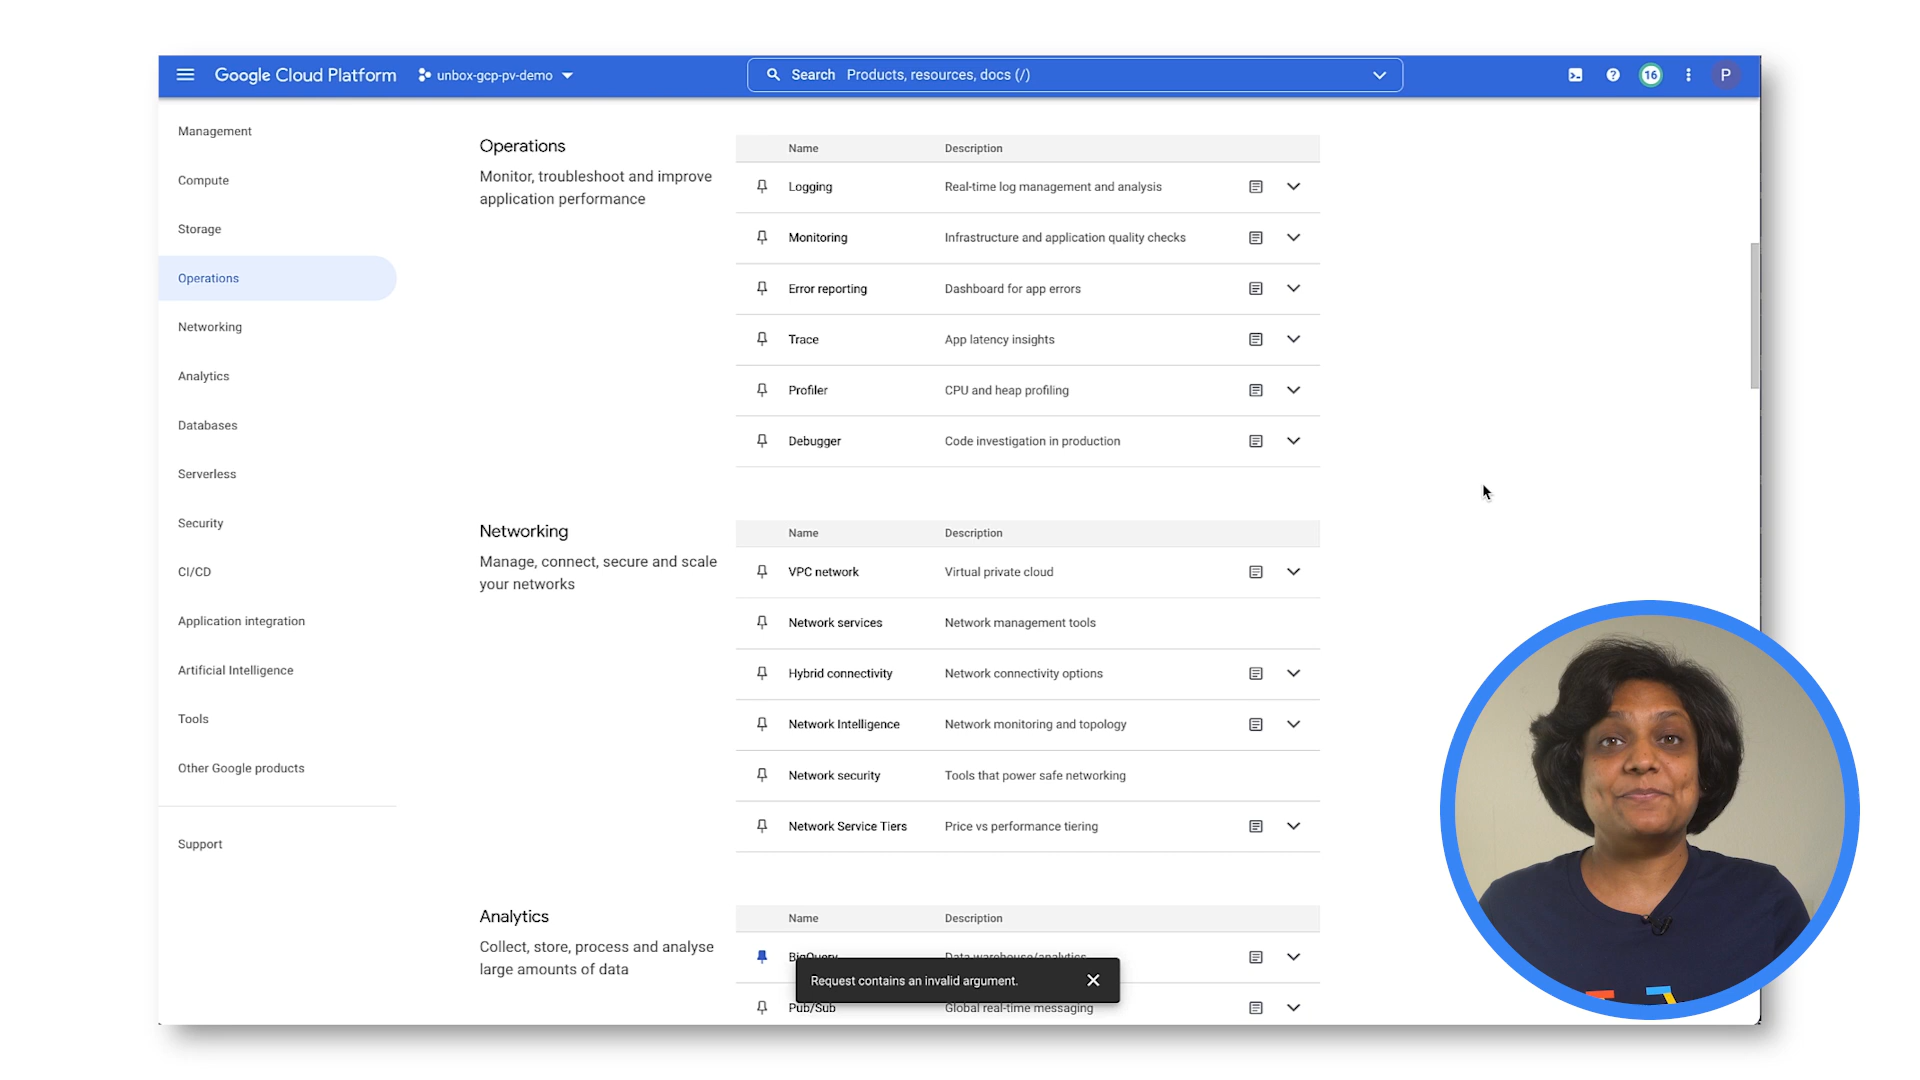 Google Cloud Platform unbox-gcp-pv-demo Search Products, resources, docs (/) 16 P
Management
Compute
Storage
Operations
Networking
Analytics
Databases
Serverless
Security
CI/CD
Application integration
Artificial Intelligence
Tools
Other Google products
Support
Operations
Monitor, troubleshoot and improve
application performance
Name Description
Logging Real-time log management and analysis
Monitoring Infrastructure and application quality checks
Error reporting Dashboard for app errors
Trace App latency insights
Profiler CPU and heap profiling
Debugger Code investigation in production
Networking
Manage, connect, secure and scale
your networks
Name Description
VPC network Virtual private cloud
Network services Network management tools
Hybrid connectivity Network connectivity options
Network Intelligence Network monitoring and topology
Network security Tools that power safe networking
Network Service Tiers Price vs performance tiering
Analytics
Collect, store, process and analyse
large amounts of data
Name Description
BigQuery Data warehouse/analytics
Request contains an invalid argument.
Pub/Sub Global real-time messaging